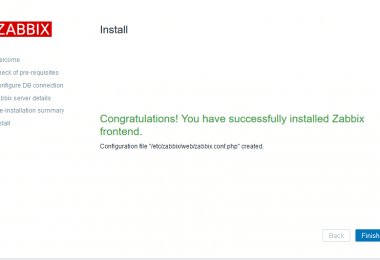 ZABBIX
Install
elcome
eck of pre-requisites
onfigure DB connection
bbix server details
e-installation summary
stall
Congratulations! You have successfully installed Zabbix
frontend.
Configuration file "/etc/zabbix/web/zabbix.conf.php" created.
Back
Finish